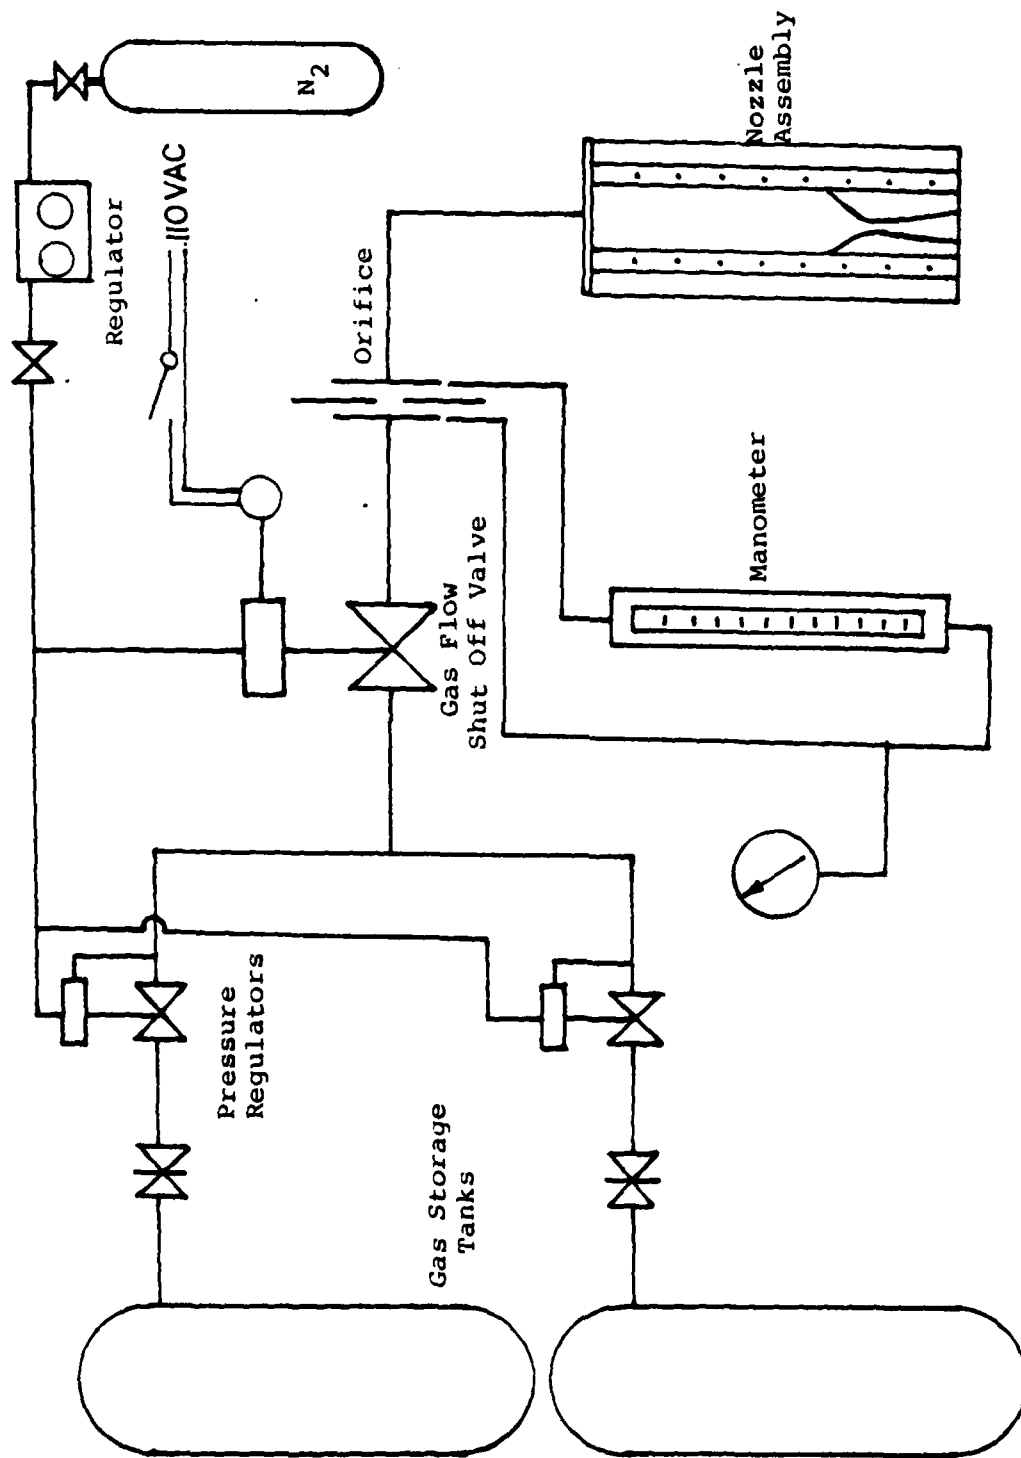 N2
Regulator
110VAC
Orifice
Nozzle
Assembly
Gas Flow
Shut Off Valve
Manometer
Pressure
Regulators
Gas Storage
Tanks